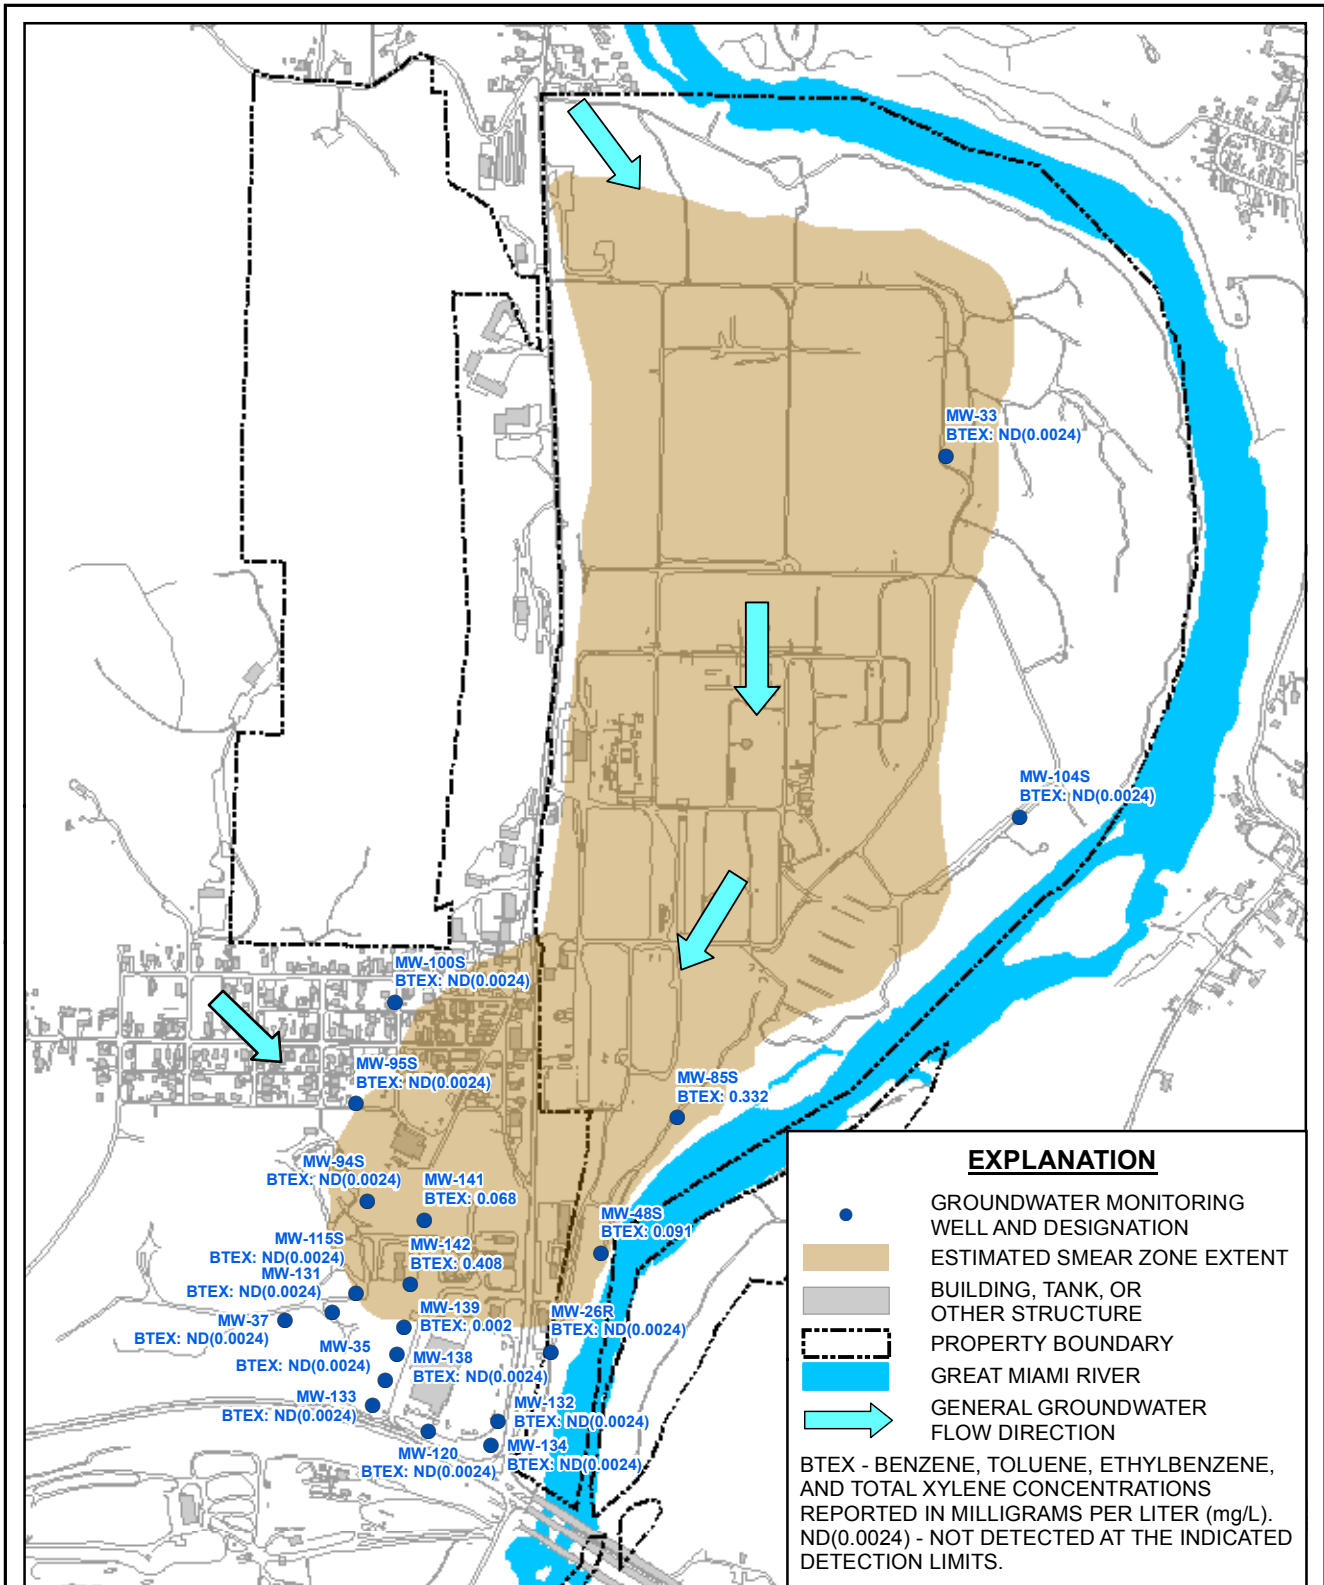 MW-33
BTEX: ND(0.0024)
MW-104S
BTEX: ND(0.0024)
MW-100S
BTEX: ND(0.0024)
MW-95S
BTEX: ND(0.0024)
MW-85S
BTEX: 0.332
MW-94S
BTEX: ND(0.0024)
MW-141
BTEX: 0.068
MW-48S
BTEX: 0.091
MW-115S
BTEX: ND(0.0024)
MW-142
BTEX: 0.408
MW-131
BTEX: ND(0.0024)
MW-139
BTEX: 0.002
MW-26R
BTEX: ND(0.0024)
MW-37
BTEX: ND(0.0024)
MW-35
BTEX: ND(0.0024)
MW-138
BTEX: ND(0.0024)
MW-133
BTEX: ND(0.0024)
MW-132
BTEX: ND(0.0024)
MW-120
BTEX: ND(0.0024)
MW-134
BTEX: ND(0.0024)
EXPLANATION
GROUNDWATER MONITORING
WELL AND DESIGNATION
ESTIMATED SMEAR ZONE EXTENT
BUILDING, TANK, OR
OTHER STRUCTURE
PROPERTY BOUNDARY
GREAT MIAMI RIVER
GENERAL GROUNDWATER
FLOW DIRECTION
BTEX - BENZENE, TOLUENE, ETHYLBENZENE,
AND TOTAL XYLENE CONCENTRATIONS
REPORTED IN MILLIGRAMS PER LITER (mg/L).
ND(0.0024) - NOT DETECTED AT THE INDICATED
DETECTION LIMITS.